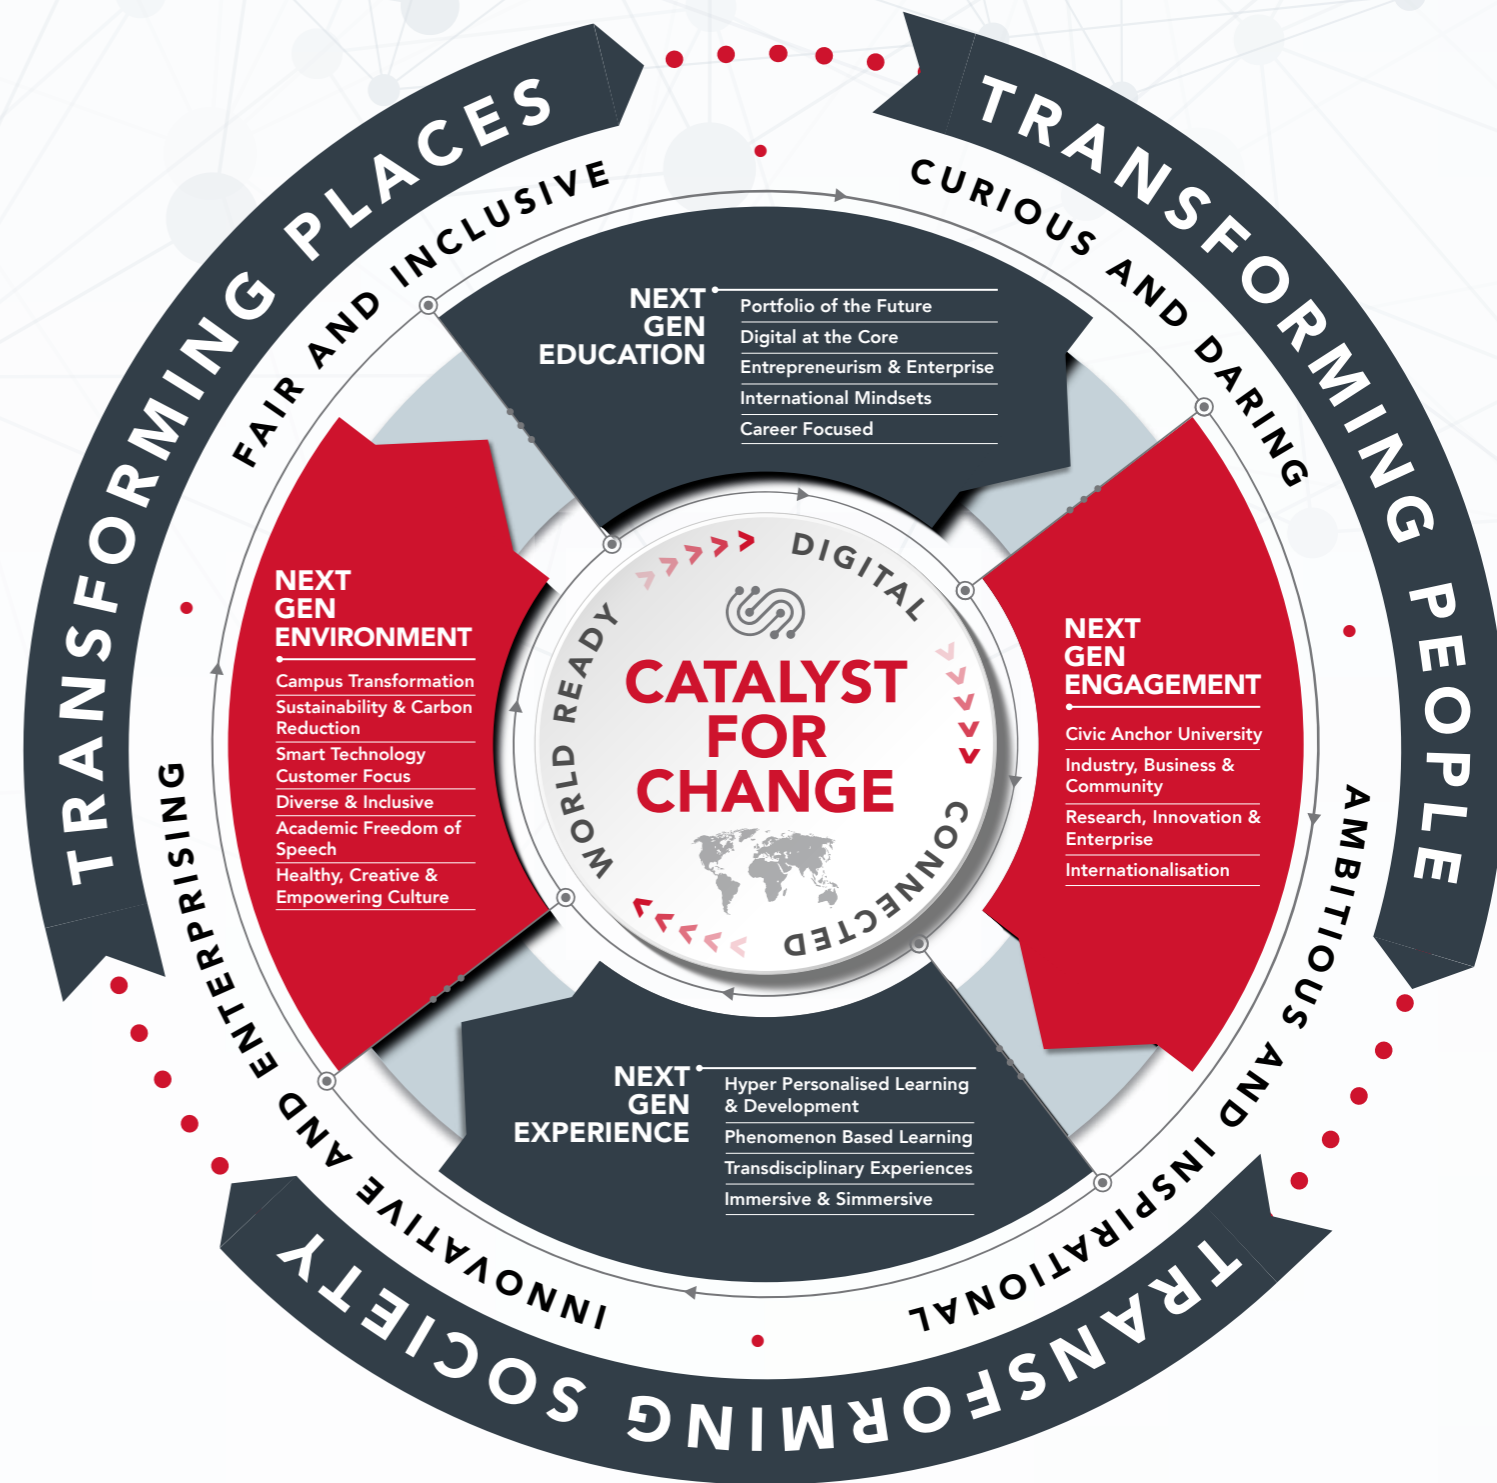 TRANSFORMING PLACES
TRANSFORMING PEOPLE
TRANSFORMING SOCIETY
FAIR AND INCLUSIVE
CURIOUS AND DARING
AMBITIOUS AND INSPIRATIONAL
INNOVATIVE AND ENTERPRISING
NEXT
GEN
EDUCATION
Portfolio of the Future
Digital at the Core
Entrepreneurism & Enterprise
International Mindsets
Career Focused
NEXT
GEN
ENGAGEMENT
Civic Anchor University
Industry, Business &
Community
Research, Innovation &
Enterprise
Internationalisation
NEXT
GEN
EXPERIENCE
Hyper Personalised Learning
& Development
Phenomenon Based Learning
Transdisciplinary Experiences
Immersive & Simmersive
NEXT
GEN
ENVIRONMENT
Campus Transformation
Sustainability & Carbon
Reduction
Smart Technology
Customer Focus
Diverse & Inclusive
Academic Freedom of
Speech
Healthy, Creative &
Empowering Culture
DIGITAL
CONNECTED
WORLD READY
CATALYST
FOR
CHANGE